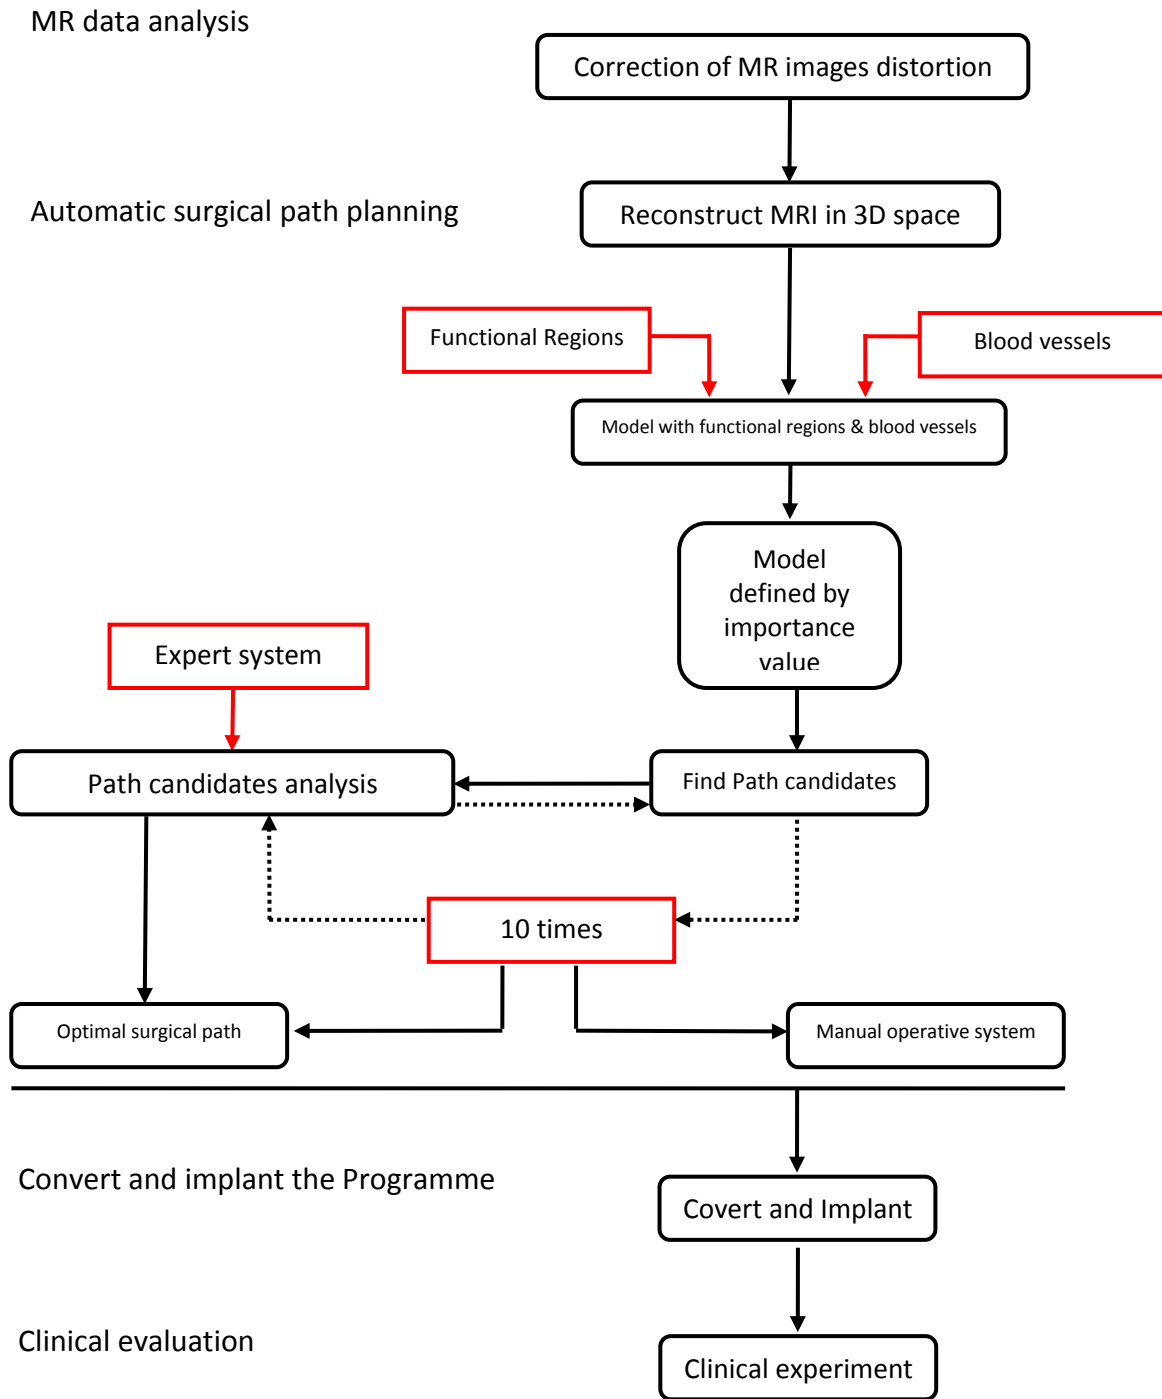 MR data analysis
Correction of MR images distortion
Automatic surgical path planning
Reconstruct MRI in 3D space
Functional Regions
Blood vessels
Model with functional regions & blood vessels
Model
defined by
importance
value
Expert system
Path candidates analysis
Find Path candidates
10 times
Optimal surgical path
Manual operative system
Convert and implant the Programme
Covert and Implant
Clinical evaluation
Clinical experiment